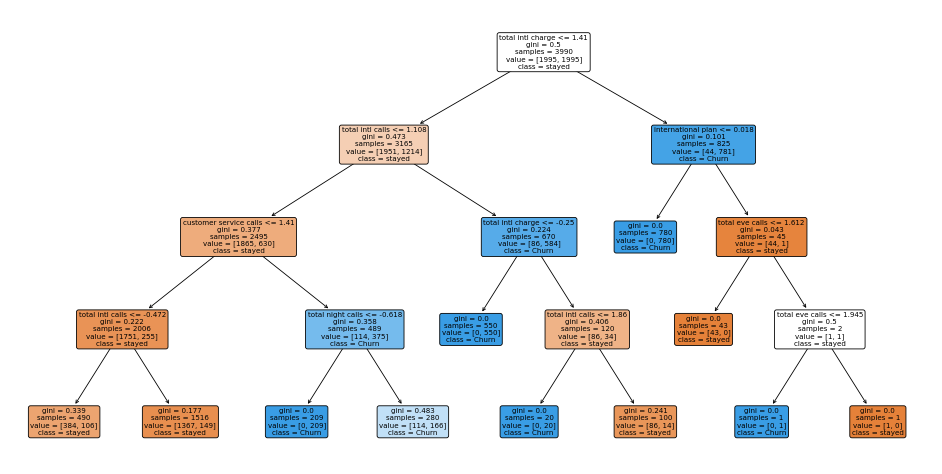 total intl charge <= 1.41
gini = 0.5
samples = 3990
value = [1995, 1995]
class = stayed
total intl calls <= 1.108
gini = 0.473
samples = 3165
value = [1951, 1214]
class = stayed
international plan <= 0.018
gini = 0.101
samples = 825
value = [44, 781]
class = Churn
customer service calls <= 1.41
gini = 0.377
samples = 2495
value = [1865, 630]
class = stayed
total intl charge <= -0.25
gini = 0.224
samples = 670
value = [86, 584]
class = Churn
gini = 0.0
samples = 780
value = [0, 780]
class = Churn
total eve calls <= 1.612
gini = 0.043
samples = 45
value = [44, 1]
class = stayed
total intl calls <= -0.472
gini = 0.222
samples = 2006
value = [1751, 255]
class = stayed
total night calls <= -0.618
gini = 0.358
samples = 489
value = [114, 375]
class = Churn
gini = 0.0
samples = 550
value = [0, 550]
class = Churn
total intl calls <= 1.86
gini = 0.406
samples = 120
value = [86, 34]
class = stayed
gini = 0.0
samples = 43
value = [43, 0]
class = stayed
total eve calls <= 1.945
gini = 0.5
samples = 2
value = [1, 1]
class = stayed
gini = 0.339
samples = 490
value = [384, 106]
class = stayed
gini = 0.177
samples = 1516
value = [1367, 149]
class = stayed
gini = 0.0
samples = 209
value = [0, 209]
class = Churn
gini = 0.483
samples = 280
value = [114, 166]
class = Churn
gini = 0.0
samples = 20
value = [0, 20]
class = Churn
gini = 0.241
samples = 100
value = [86, 14]
class = stayed
gini = 0.0
samples = 1
value = [0, 1]
class = Churn
gini = 0.0
samples = 1
value = [1, 0]
class = stayed